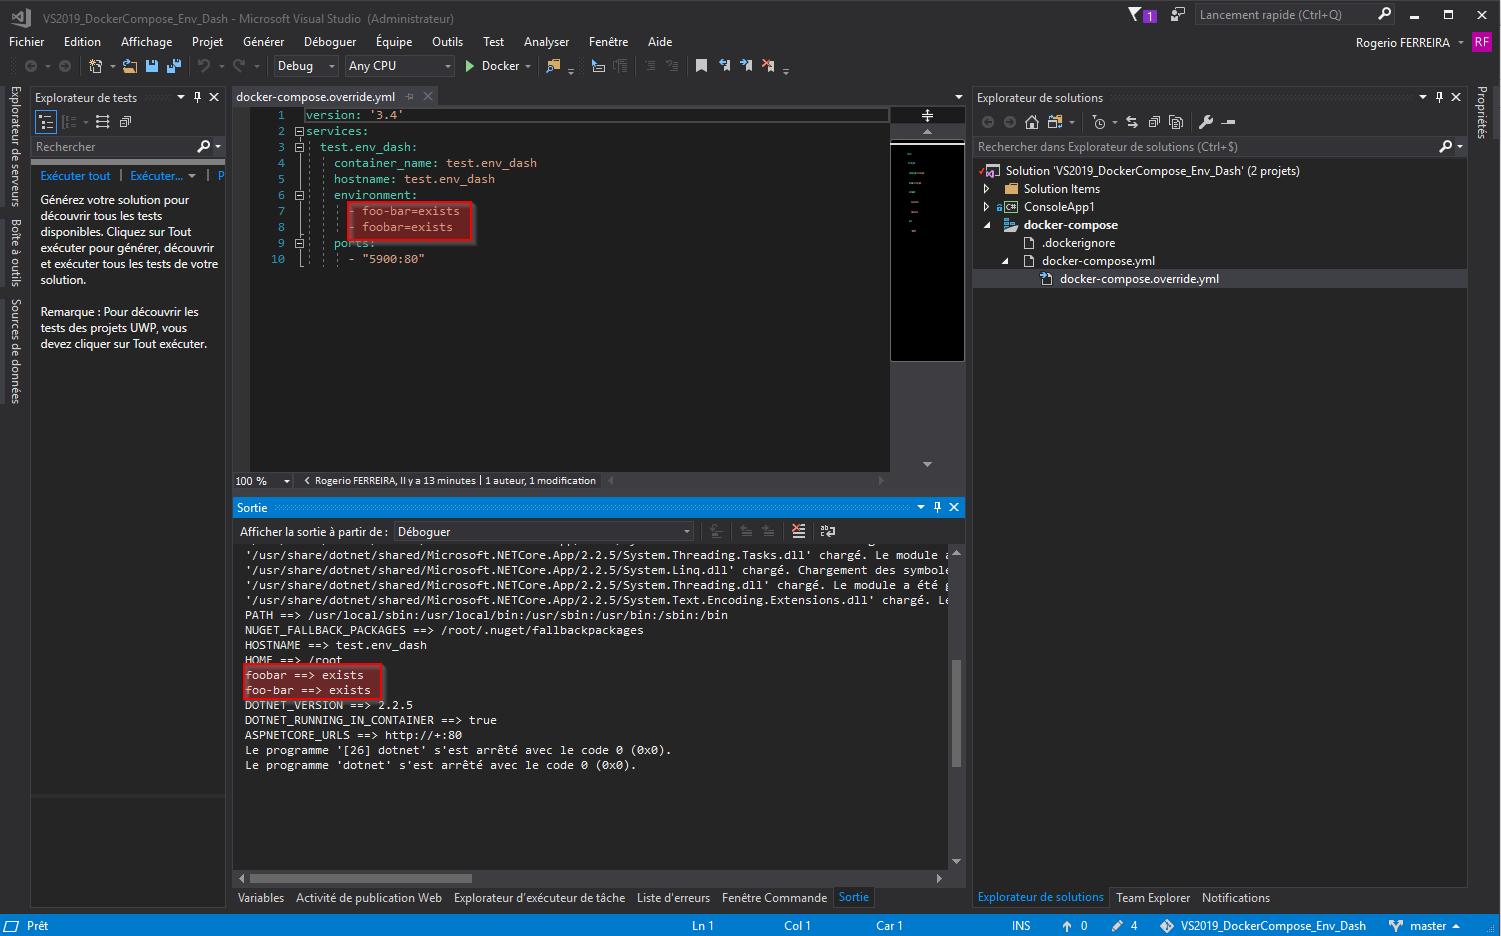 VS2019_DockerCompose_Env_Dash - Microsoft Visual Studio (Administrateur)
1
Lancement rapide (Ctrl+Q)
Fichier Edition Affichage Projet Générer Déboguer Équipe Outils Test Analyser Fenêtre Aide
Rogerio FERREIRA RF
Debug Any CPU Docker
Explorateur de serveurs
Boîte à outils
Sources de données
Explorateur de tests
Rechercher
Exécuter tout | Exécuter... | P
Générez votre solution pour
découvrir tous les tests
disponibles. Cliquez sur Tout
exécuter pour générer, découvrir
et exécuter tous les tests de votre
solution.
Remarque : Pour découvrir les
tests des projets UWP, vous
devez cliquer sur Tout exécuter.
docker-compose.override.yml
1 version: '3.4'
2 services:
3 test.env_dash:
4 container_name: test.env_dash
5 hostname: test.env_dash
6 environment:
7 - foo-bar=exists
8 - foobar=exists
9 ports:
10 - "5900:80"
100 % Rogerio FERREIRA, Il y a 13 minutes | 1 auteur, 1 modification
Sortie
Afficher la sortie à partir de : Déboguer
'/usr/share/dotnet/shared/Microsoft.NETCore.App/2.2.5/System.Threading.Tasks.dll' chargé. Le module a
'/usr/share/dotnet/shared/Microsoft.NETCore.App/2.2.5/System.Linq.dll' chargé. Chargement des symbole
'/usr/share/dotnet/shared/Microsoft.NETCore.App/2.2.5/System.Threading.dll' chargé. Le module a été g
'/usr/share/dotnet/shared/Microsoft.NETCore.App/2.2.5/System.Text.Encoding.Extensions.dll' chargé. Le
PATH ==> /usr/local/sbin:/usr/local/bin:/usr/sbin:/usr/bin:/sbin:/bin
NUGET_FALLBACK_PACKAGES ==> /root/.nuget/fallbackpackages
HOSTNAME ==> test.env_dash
HOME ==> /root
foobar ==> exists
foo-bar ==> exists
DOTNET_VERSION ==> 2.2.5
DOTNET_RUNNING_IN_CONTAINER ==> true
ASPNETCORE_URLS ==> http://+:80
Le programme '[26] dotnet' s'est arrêté avec le code 0 (0x0).
Le programme 'dotnet' s'est arrêté avec le code 0 (0x0).
Variables Activité de publication Web Explorateur d'exécuteur de tâche Liste d'erreurs Fenêtre Commande Sortie
Explorateur de solutions
Rechercher dans Explorateur de solutions (Ctrl+$)
Solution 'VS2019_DockerCompose_Env_Dash' (2 projets)
Solution Items
C# ConsoleApp1
docker-compose
.dockerignore
docker-compose.yml
docker-compose.override.yml
Explorateur de solutions Team Explorer Notifications
Propriétés
Prêt Ln 1 Col 1 Car 1 INS 0 4 VS2019_DockerCompose_Env_Dash master